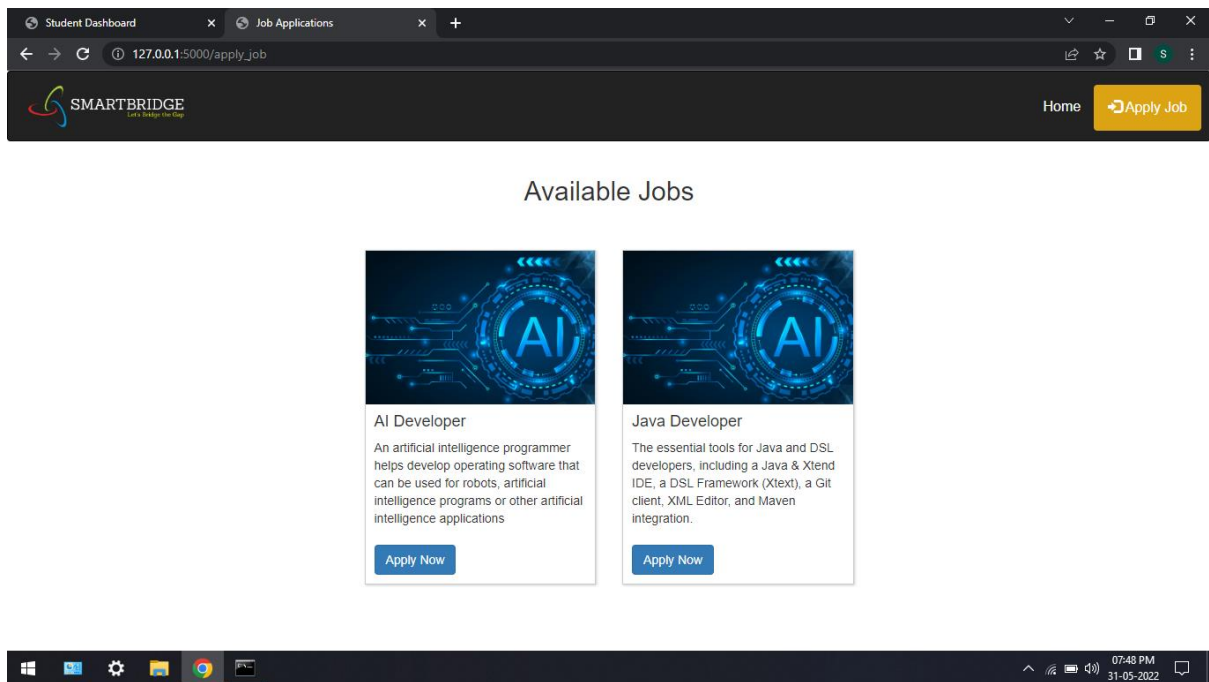 Student Dashboard
Job Applications
127.0.0.1:5000/apply_job
S
SMARTBRIDGE
Let's Bridge the Gap
Home
Apply Job
Available Jobs
AI
AI Developer
An artificial intelligence programmer
helps develop operating software that
can be used for robots, artificial
intelligence programs or other artificial
intelligence applications
Apply Now
AI
Java Developer
The essential tools for Java and DSL
developers, including a Java & Xtend
IDE, a DSL Framework (Xtext), a Git
client, XML Editor, and Maven
integration.
Apply Now
07:48 PM
31-05-2022